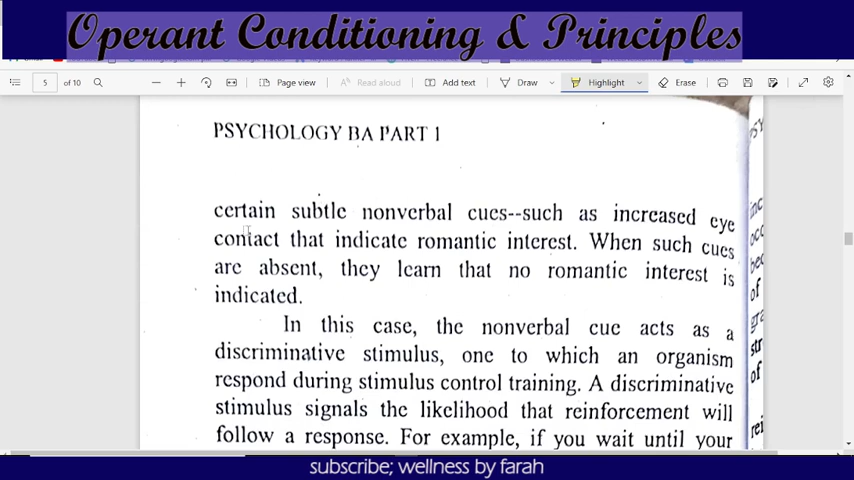 Operant Conditioning & Principles
5 of 10
Page view
Read aloud
Add text
Draw
Highlight
Erase
PSYCHOLOGY BA PART 1
certain subtle nonverbal cues--such as increased eye
contact that indicate romantic interest. When such cues
are absent, they learn that no romantic interest is
indicated.
In this case, the nonverbal cue acts as a
discriminative stimulus, one to which an organism
respond during stimulus control training. A discriminative
stimulus signals the likelihood that reinforcement will
follow a response. For example, if you wait until your
subscribe; wellness by farah